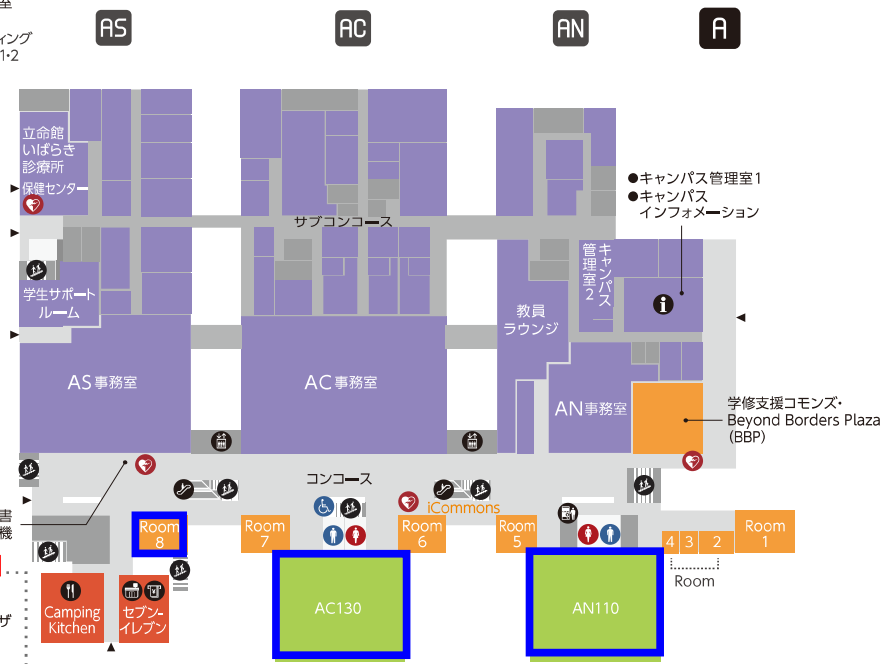 室
ィング
1・2
AS
AC
AN
A
立命館
いばらき
診療所
保健センター
サブコンコース
●キャンパス管理室1
●キャンパス
インフォメーション
キャンパス
管理室2
学生サポート
ルーム
教員
ラウンジ
AS事務室
AC事務室
AN事務室
学修支援コモンズ・
Beyond Borders Plaza
(BBP)
コンコース
iCommons
書
機
Room
8
Room
7
Room
6
Room
5
4
3
2
Room
1
Room
Camping
Kitchen
セブン-
イレブン
AC130
AN110
ザ